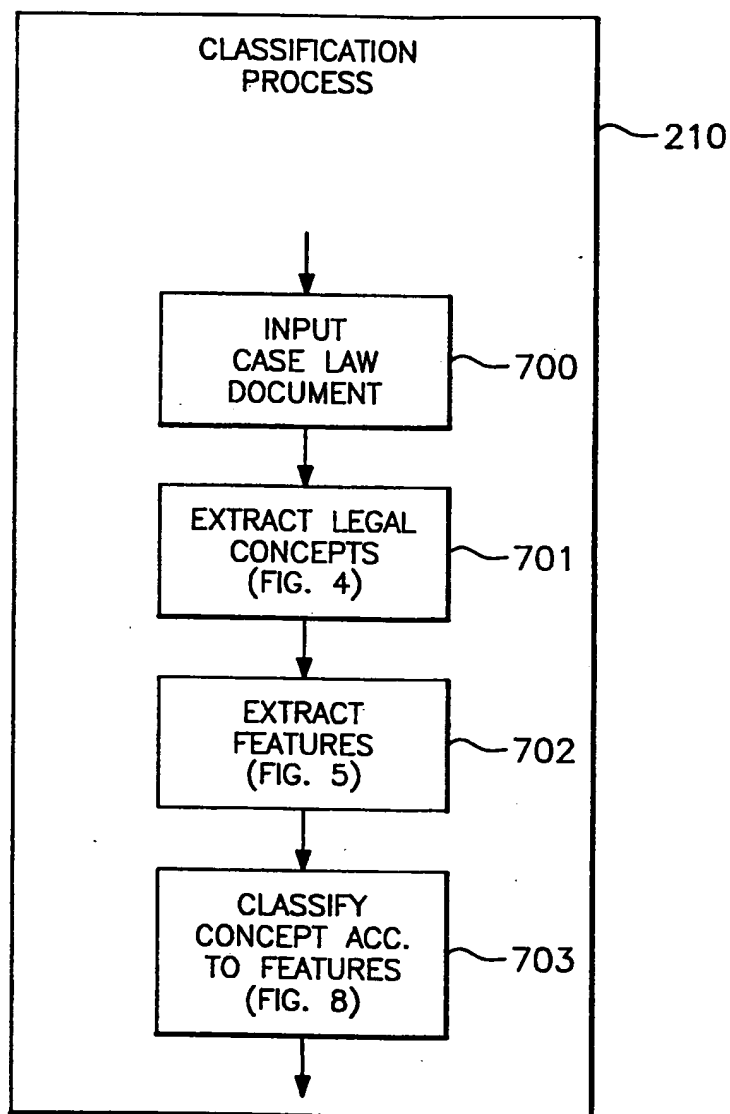 CLASSIFICATION
PROCESS
210
INPUT
CASE LAW
DOCUMENT
700
EXTRACT LEGAL
CONCEPTS
(FIG. 4)
701
EXTRACT
FEATURES
(FIG. 5)
702
CLASSIFY
CONCEPT ACC.
TO FEATURES
(FIG. 8)
703